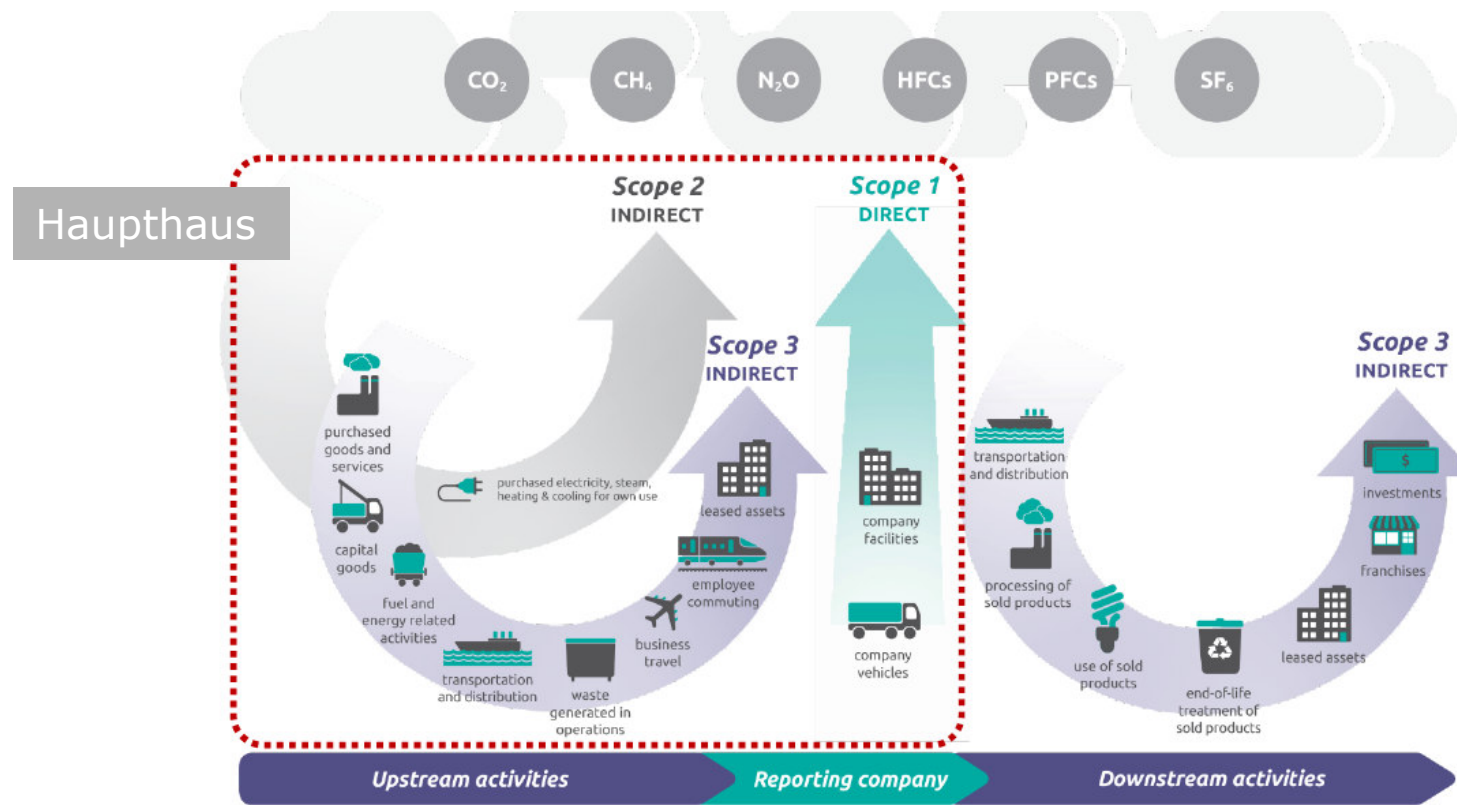 CO₂
CH₄
N₂O
HFCs
PFCs
SF₆
Haupthaus
Scope 2
INDIRECT
Scope 1
DIRECT
Scope 3
INDIRECT
Scope 3
INDIRECT
purchased
goods and
services
capital
goods
fuel and
energy related
activities
purchased electricity, steam,
heating & cooling for own use
transportation
and distribution
waste
generated in
operations
business
travel
employee
commuting
leased assets
company
facilities
company
vehicles
transportation
and distribution
processing of
sold products
use of sold
products
end-of-life
treatment of
sold products
leased assets
franchises
$
investments
Upstream activities
Reporting company
Downstream activities